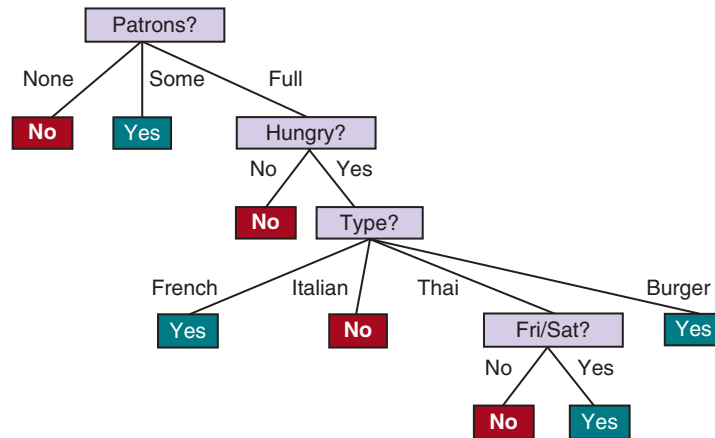 Patrons?
None Some Full
No Yes Hungry?
No Yes
No Type?
French Italian Thai Burger
Yes No Fri/Sat? Yes
No Yes
No Yes